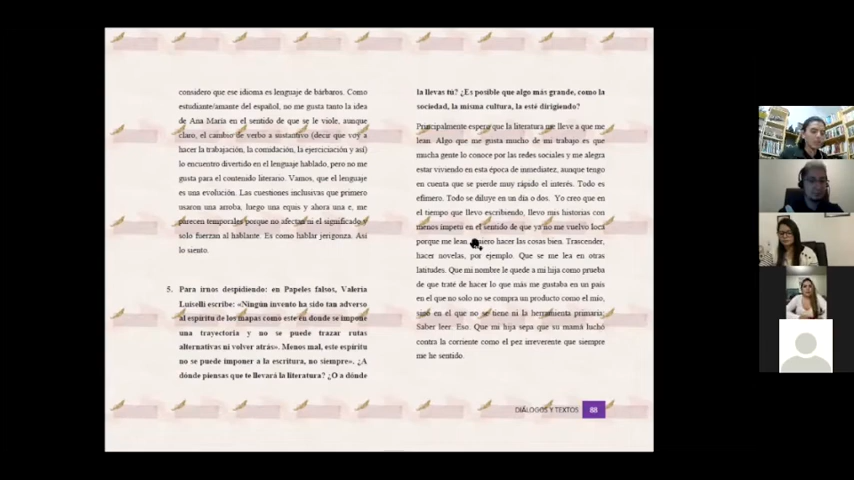 considero que ese idioma es lenguaje de bárbaros. Como
estudiante/amante del español, no me gusta tanto la idea
de Ana María en el sentido de que se le viole, aunque
claro, el cambio de verbo a sustantivo (decir que voy a
hacer la trabajación, la comidación, la ejerciciación y así)
lo encuentro divertido en el lenguaje hablado, pero no me
gusta para el contenido literario. Vamos, que el lenguaje
es una evolución. Las cuestiones inclusivas que primero
usaron una arroba, luego una equis y ahora una e, me
parecen temporales porque no afectan ni el significado y
solo fuerzan al hablante. Es como hablar jerigonza. Así
lo siento.
5. Para irnos despidiendo: en Papeles falsos, Valeria
Luiselli escribe: «Ningún invento ha sido tan adverso
al espíritu de los mapas como este en donde se impone
una trayectoria y no se puede trazar rutas
alternativas ni volver atrás». Menos mal, este espíritu
no se puede imponer a la escritura, no siempre». ¿A
dónde piensas que te llevará la literatura? ¿O a dónde
la llevas tú? ¿Es posible que algo más grande, como la
sociedad, la misma cultura, la esté dirigiendo?
Principalmente espero que la literatura me lleve a que me
lean. Algo que me gusta mucho de mi trabajo es que
mucha gente lo conoce por las redes sociales y me alegra
estar viviendo en esta época de inmediatez, aunque tengo
en cuenta que se pierde muy rápido el interés. Todo es
efímero. Todo se diluye en un día o dos. Yo creo que en
el tiempo que llevo escribiendo, llevo mis historias con
menos ímpetu en el sentido de que ya no me vuelvo loca
porque me lean. Quiero hacer las cosas bien. Trascender,
hacer novelas, por ejemplo. Que se me lea en otras
latitudes. Que mi nombre le quede a mi hija como prueba
de que traté de hacer lo que más me gustaba en un país
en el que no solo no se compra un producto como el mío,
sino en el que no se tiene ni la herramienta primaria:
Saber leer. Eso. Que mi hija sepa que su mamá luchó
contra la corriente como el pez irreverente que siempre
me he sentido.
DIÁLOGOS Y TEXTOS 88